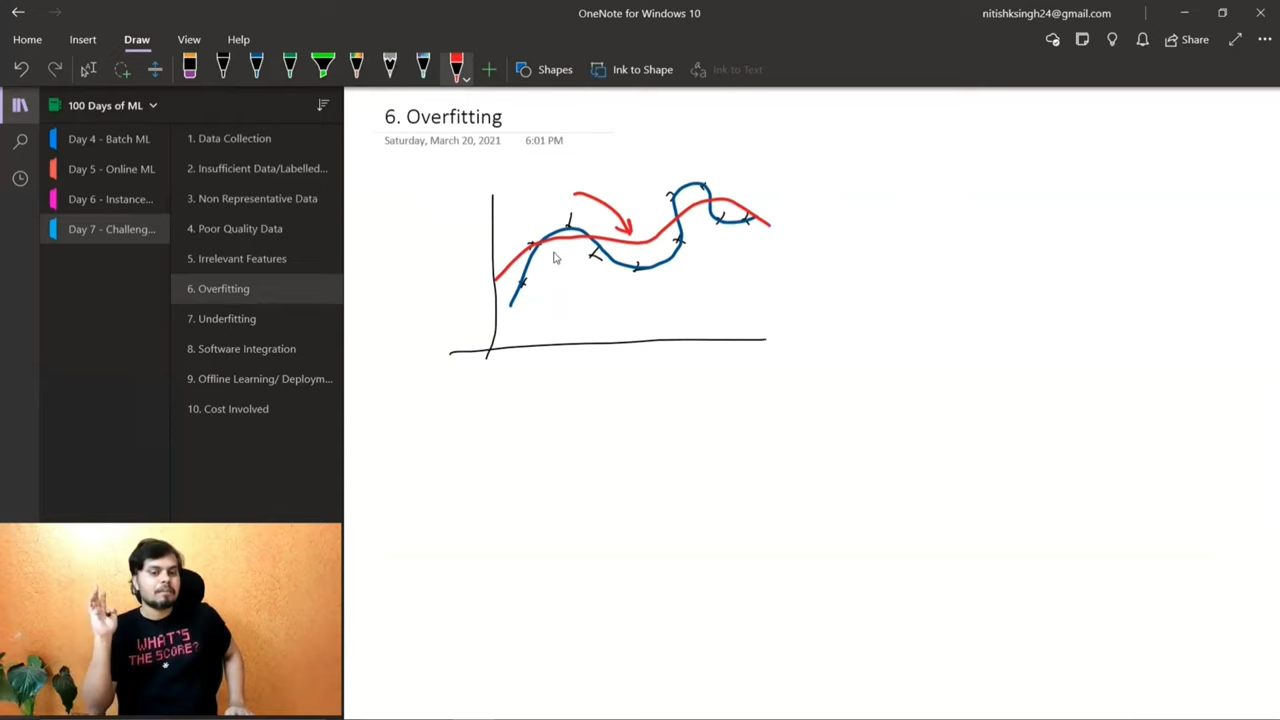 OneNote for Windows 10
nitishksingh24@gmail.com
Home
Insert
Draw
View
Help
Shapes
Ink to Shape
Ink to Text
Share
100 Days of ML
Day 4 - Batch ML
Day 5 - Online ML
Day 6 - Instance...
Day 7 - Challeng...
1. Data Collection
2. Insufficient Data/Labelled...
3. Non Representative Data
4. Poor Quality Data
5. Irrelevant Features
6. Overfitting
7. Underfitting
8. Software Integration
9. Offline Learning/ Deploym...
10. Cost Involved
6. Overfitting
Saturday, March 20, 2021 6:01 PM
WHAT'S
THE SCORE?